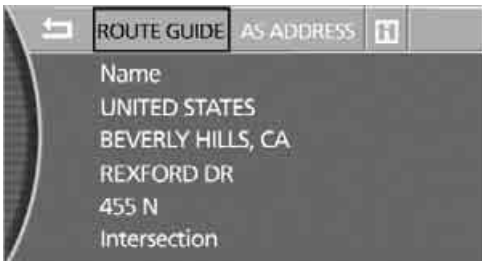 ROUTE GUIDE AS ADDRESS i
Name
UNITED STATES
BEVERLY HILLS, CA
REXFORD DR
455 N
Intersection